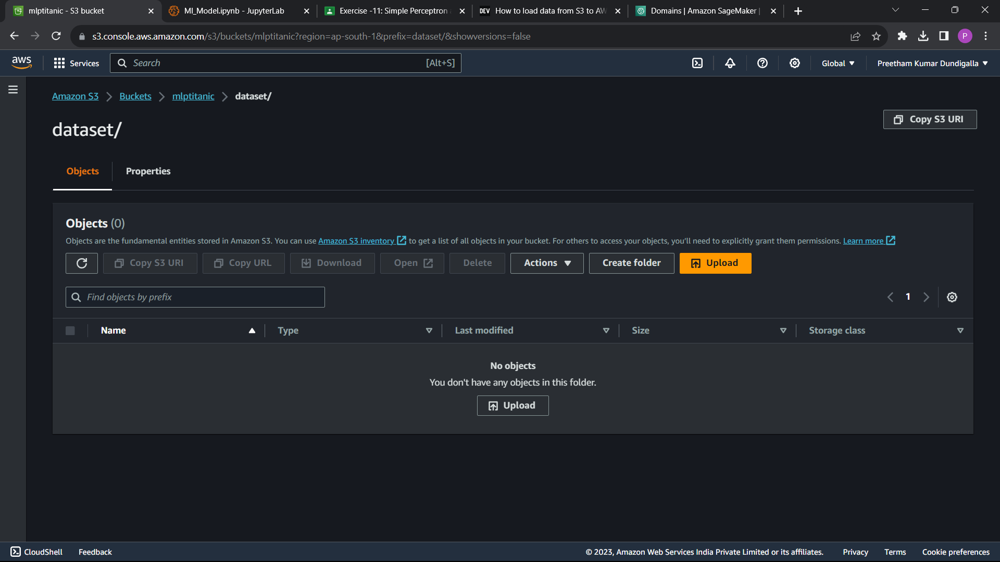 mlptitanic - S3 bucket
Ml_Model.ipynb - JupyterLab
Exercise -11: Simple Perceptron
DEV How to load data from S3 to AW
Domains | Amazon SageMaker |
s3.console.aws.amazon.com/s3/buckets/mlptitanic?region=ap-south-1&prefix=dataset/&showversions=false
P
aws Services Search [Alt+S] Global Preetham Kumar Dundigalla
Amazon S3 Buckets mlptitanic dataset/
dataset/
Copy S3 URI
Objects Properties
Objects (0)
Objects are the fundamental entities stored in Amazon S3. You can use Amazon S3 inventory to get a list of all objects in your bucket. For others to access your objects, you’ll need to explicitly grant them permissions. Learn more
Copy S3 URI Copy URL Download Open Delete Actions Create folder Upload
Find objects by prefix 1
Name Type Last modified Size Storage class
No objects
You don't have any objects in this folder.
Upload
CloudShell Feedback © 2023, Amazon Web Services India Private Limited or its affiliates. Privacy Terms Cookie preferences